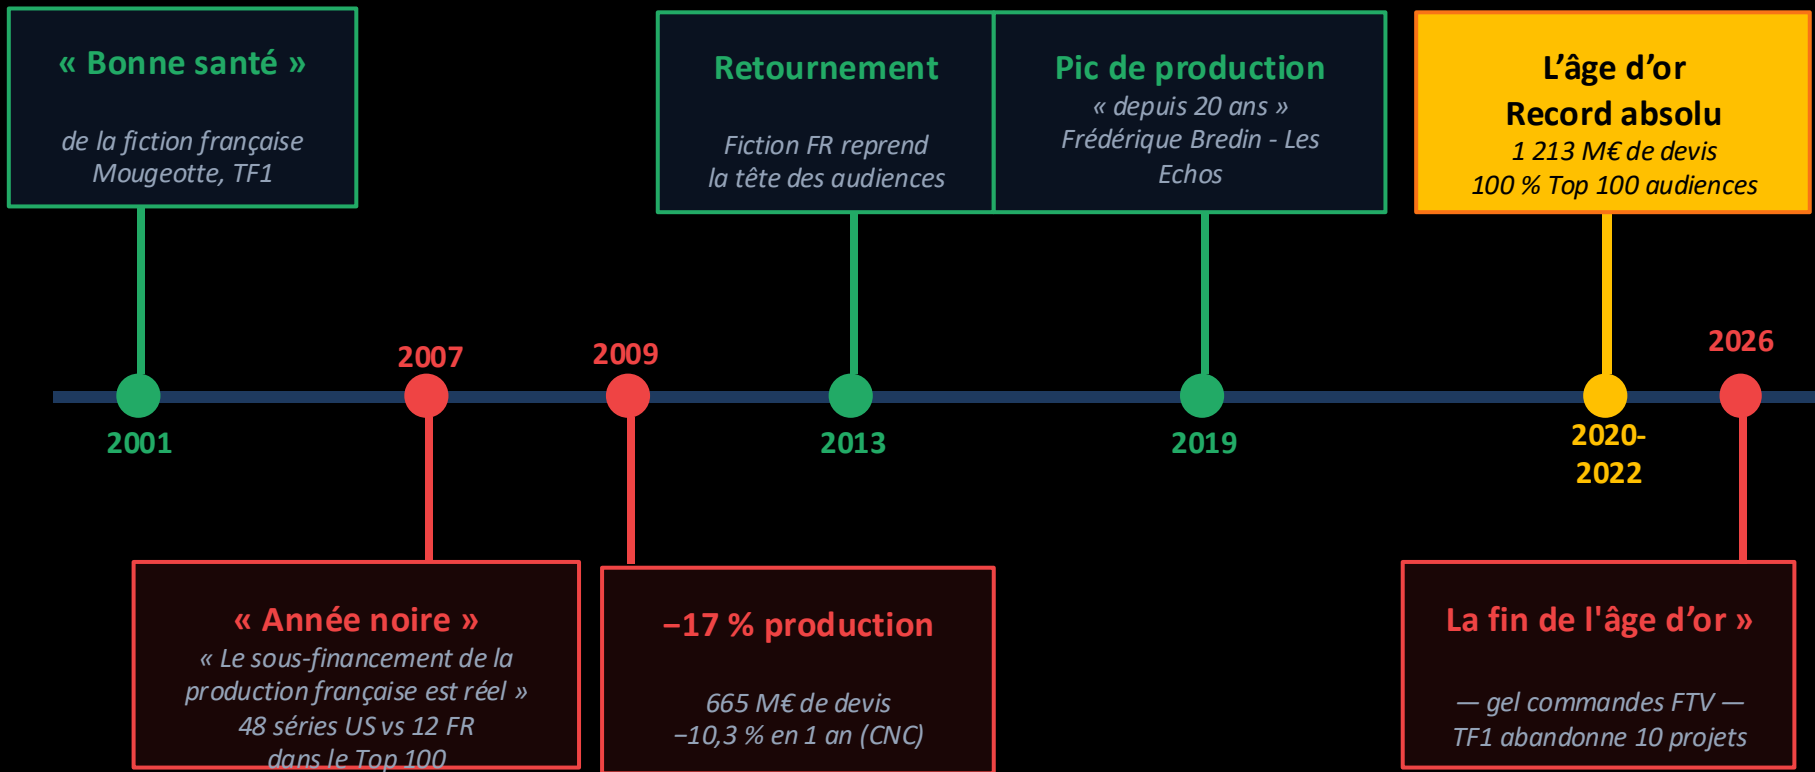 « Bonne santé »
de la fiction française
Mougeotte, TF1
Retournement
Fiction FR reprend
la tête des audiences
Pic de production
« depuis 20 ans »
Frédérique Bredin - Les
Echos
L’âge d’or
Record absolu
1 213 M€ de devis
100 % Top 100 audiences
2001
2007
2009
2013
2019
2020-
2022
2026
« Année noire »
« Le sous-financement de la
production française est réel »
48 séries US vs 12 FR
dans le Top 100
−17 % production
665 M€ de devis
−10,3 % en 1 an (CNC)
La fin de l'âge d’or »
— gel commandes FTV —
TF1 abandonne 10 projets